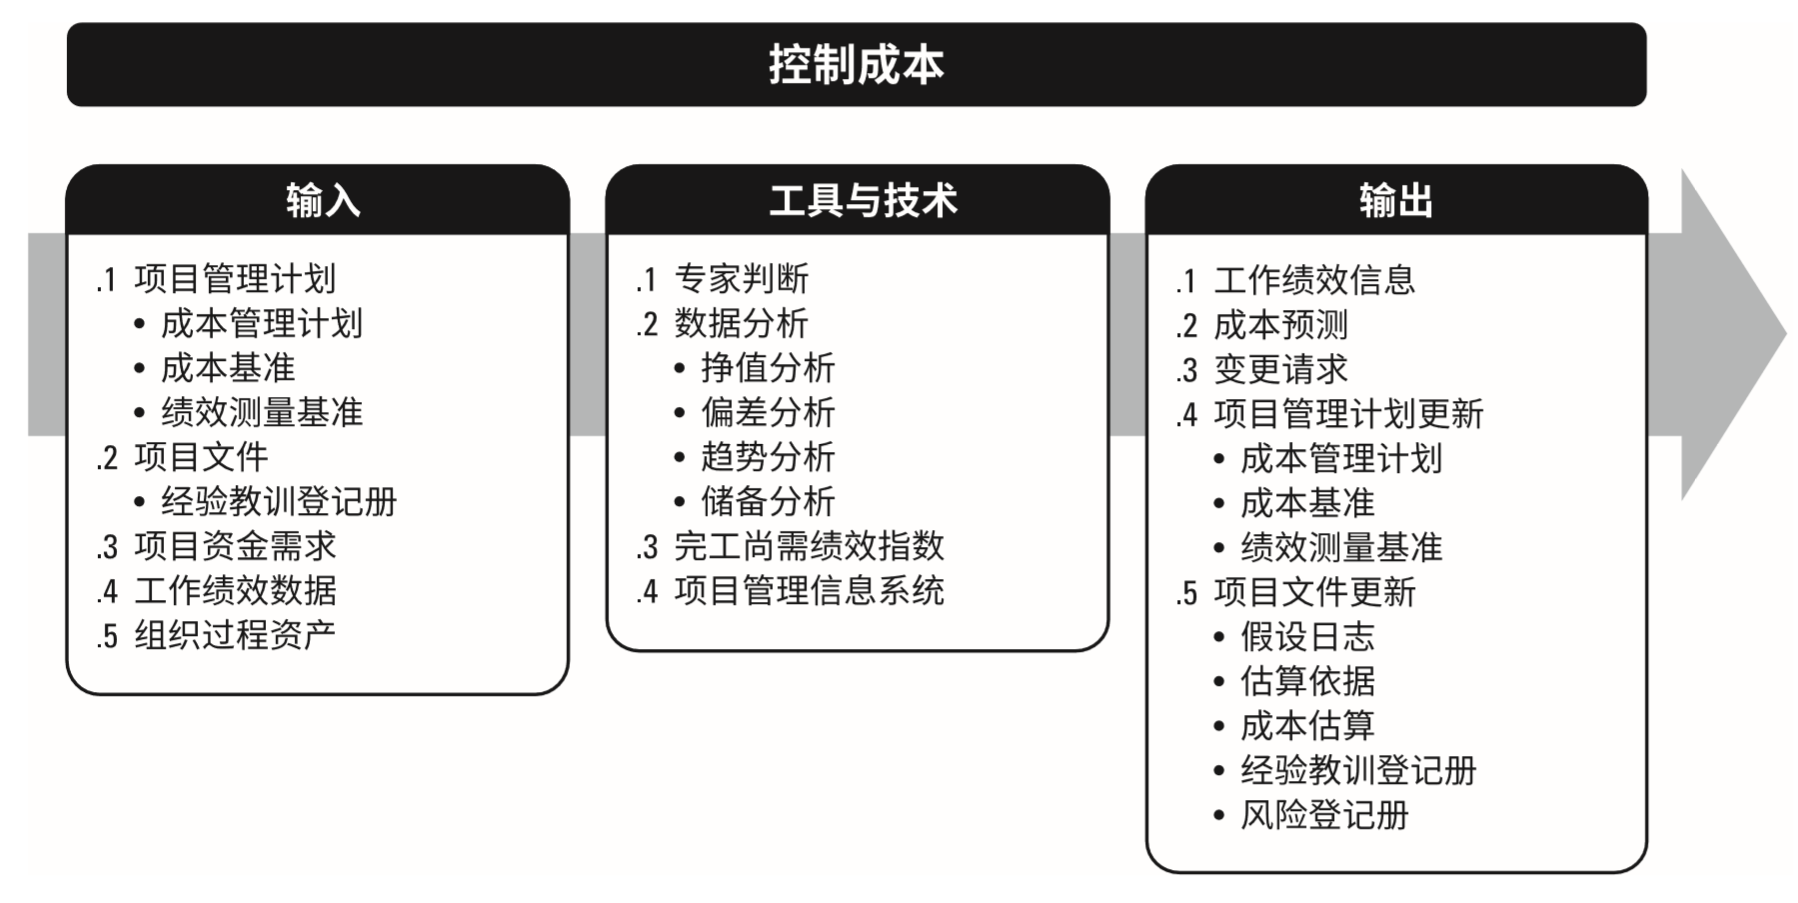 控制成本
输入
.1 项目管理计划
• 成本管理计划
• 成本基准
• 绩效测量基准
.2 项目文件
• 经验教训登记册
.3 项目资金需求
.4 工作绩效数据
.5 组织过程资产
工具与技术
.1 专家判断
.2 数据分析
• 挣值分析
• 偏差分析
• 趋势分析
• 储备分析
.3 完工尚需绩效指数
.4 项目管理信息系统
输出
.1 工作绩效信息
.2 成本预测
.3 变更请求
.4 项目管理计划更新
• 成本管理计划
• 成本基准
• 绩效测量基准
.5 项目文件更新
• 假设日志
• 估算依据
• 成本估算
• 经验教训登记册
• 风险登记册